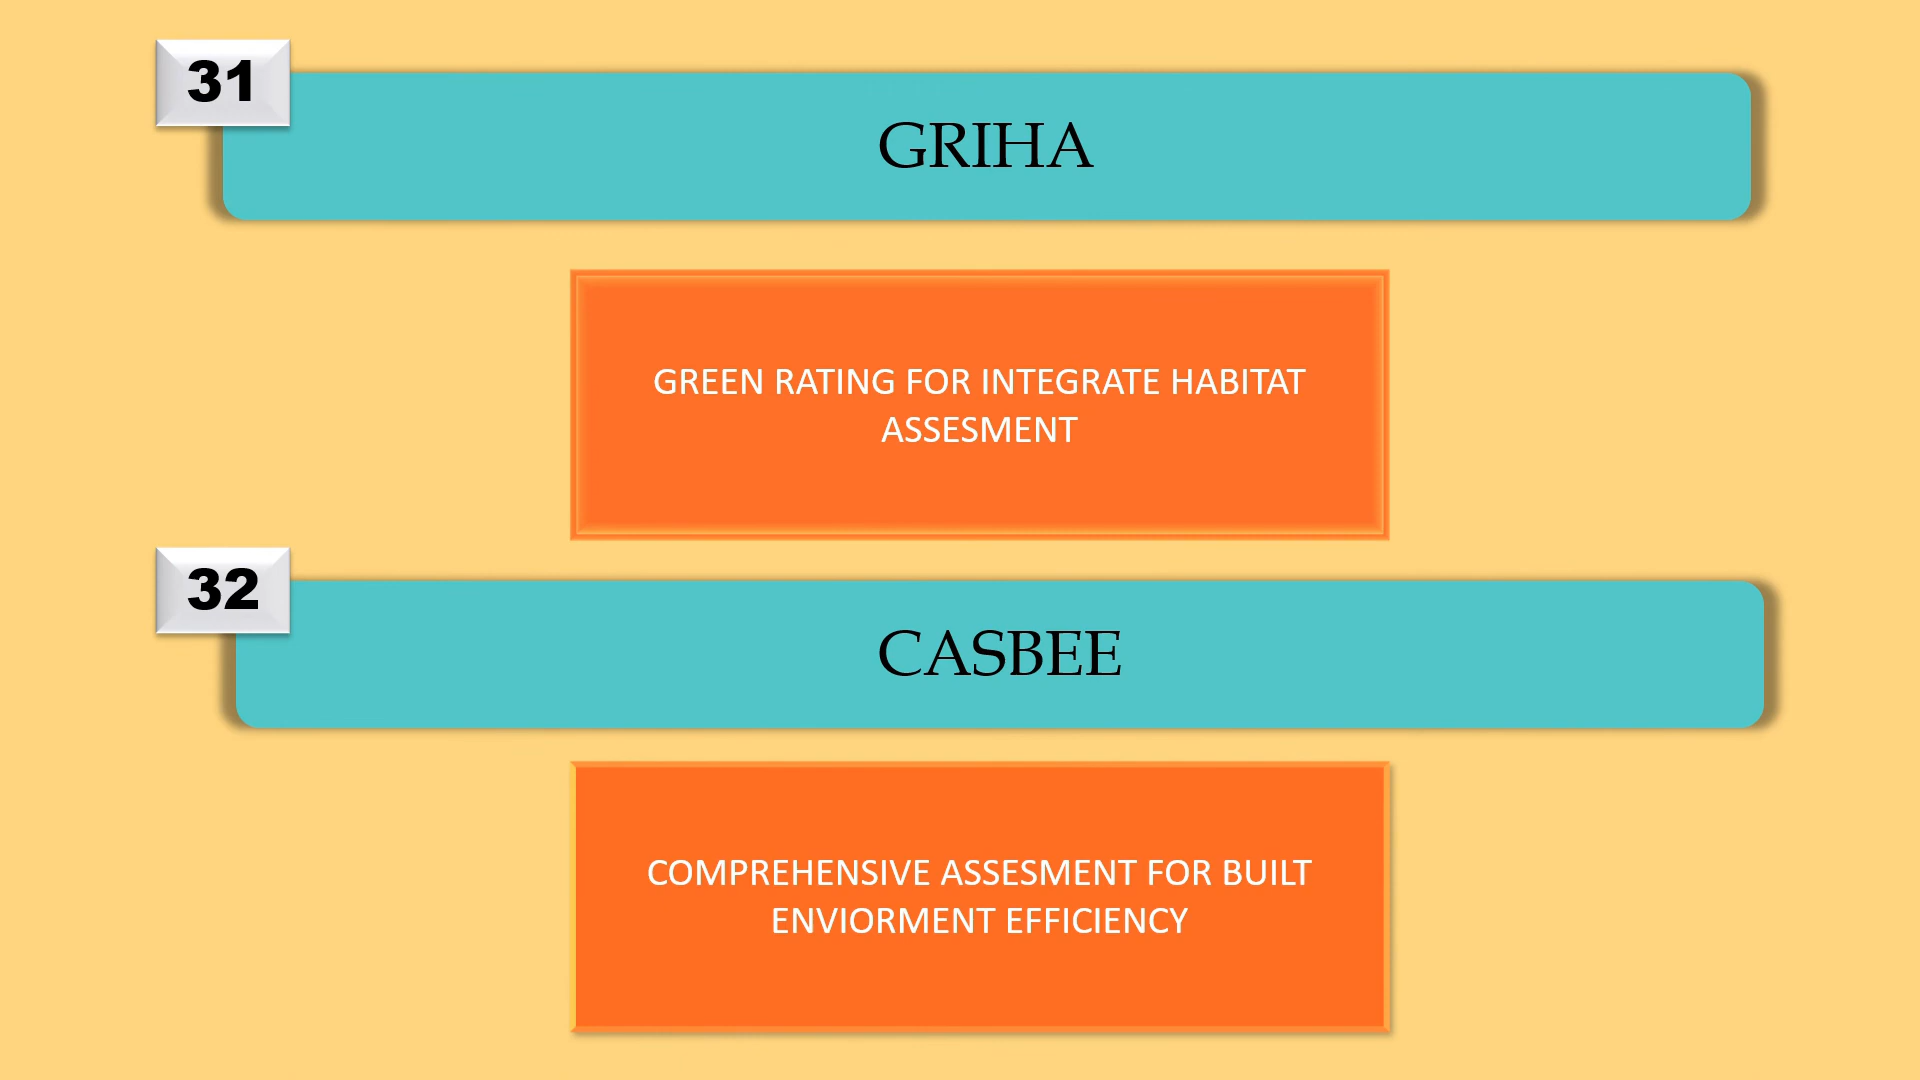 31
GRIHA
GREEN RATING FOR INTEGRATE HABITAT
ASSESMENT
32
CASBEE
COMPREHENSIVE ASSESMENT FOR BUILT
ENVIORMENT EFFICIENCY